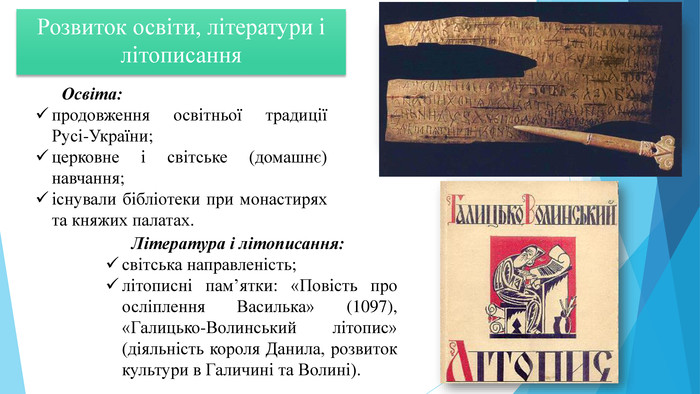 Розвиток освіти, літератури і
літописання
Освіта:
продовження освітньої традиції
Русі-України;
церковне і світське (домашнє)
навчання;
існували бібліотеки при монастирях
та княжих палатах.
Література і літописання:
світська направленість;
літописні пам’ятки: «Повість про
осліплення Василька» (1097),
«Галицько-Волинський літопис»
(діяльність короля Данила, розвиток
культури в Галичині та Волині).
Галицько Волинський
Літопис